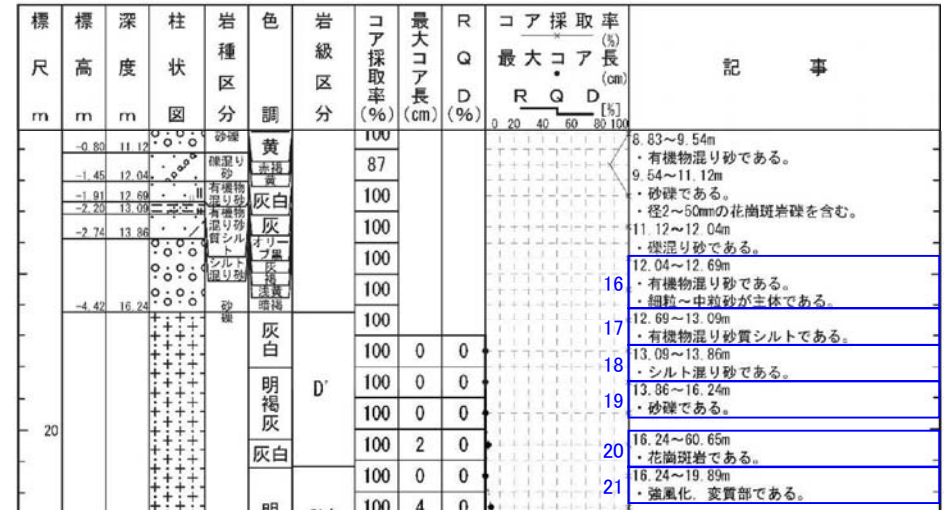 標尺 m
標高 m
深度 m
柱状図
岩種区分
色調
岩級区分
コア採取率(%)
最大コア長(cm)
RQD(%)
コア採取率(%)
最大コア長(cm)
RQD[%]
0 20 40 60 80 100
記事
-0.80 11.12 砂礫 黄 100
-1.45 12.04 礫混り砂 赤褐 黄 87
-1.91 12.69 有機物混り砂 灰白 100
-2.20 13.09 有機物混り砂質シルト 灰 100
-2.74 13.86 シルト混り砂 オリーブ黒 灰 褐 100
浅黄 100
-4.42 16.24 砂礫 暗褐 100
灰白 100 0 0
明褐灰 D' 100 0 0
20 100 0 0
灰白 100 2 0
100 0 0
明 100 4 0
8.83～9.54m
・有機物混り砂である。
9.54～11.12m
・砂礫である。
・径2～50mmの花崗斑岩礫を含む。
11.12～12.04m
・礫混り砂である。
16 12.04～12.69m
・有機物混り砂である。
・細粒～中粒砂が主体である。
17 12.69～13.09m
・有機物混り砂質シルトである。
18 13.09～13.86m
・シルト混り砂である。
19 13.86～16.24m
・砂礫である。
20 16.24～60.65m
・花崗斑岩である。
21 16.24～19.89m
・強風化．変質部である。